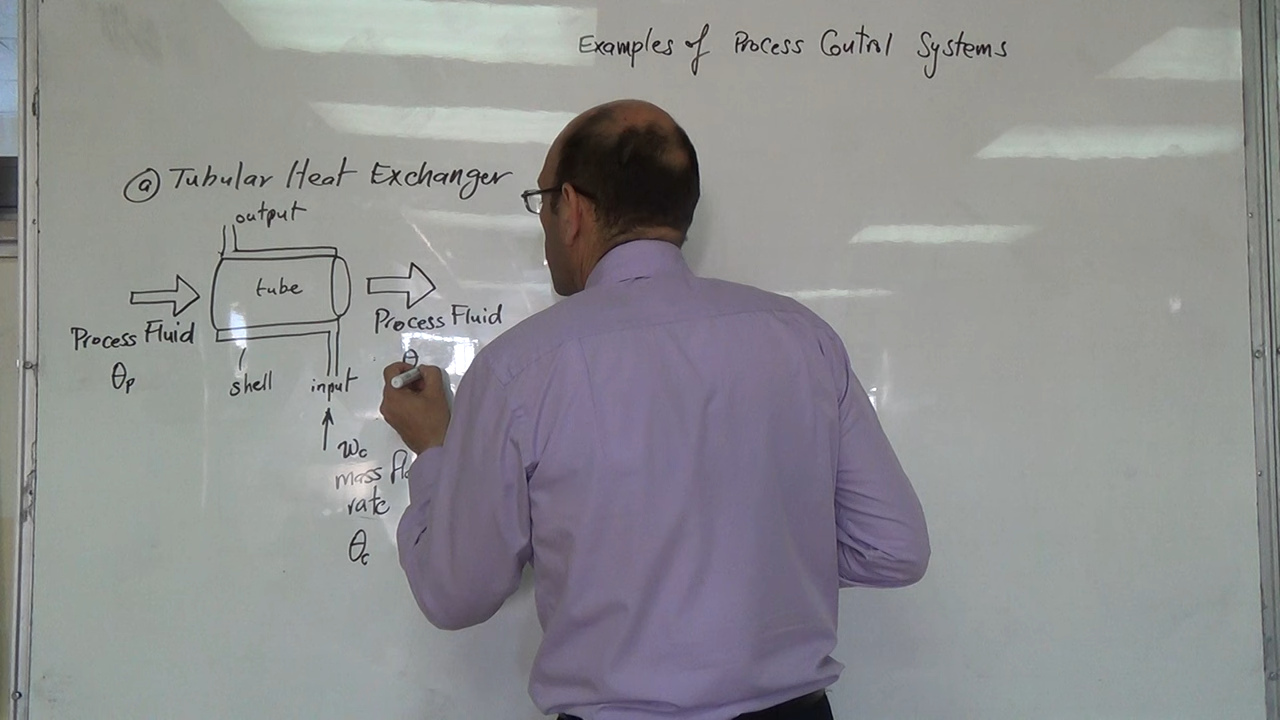 Examples of Process Control Systems
(a) Tubular Heat Exchanger
output
tube
Process Fluid
Process Fluid
θp
θ
shell
input
wc
mass
rate
θc